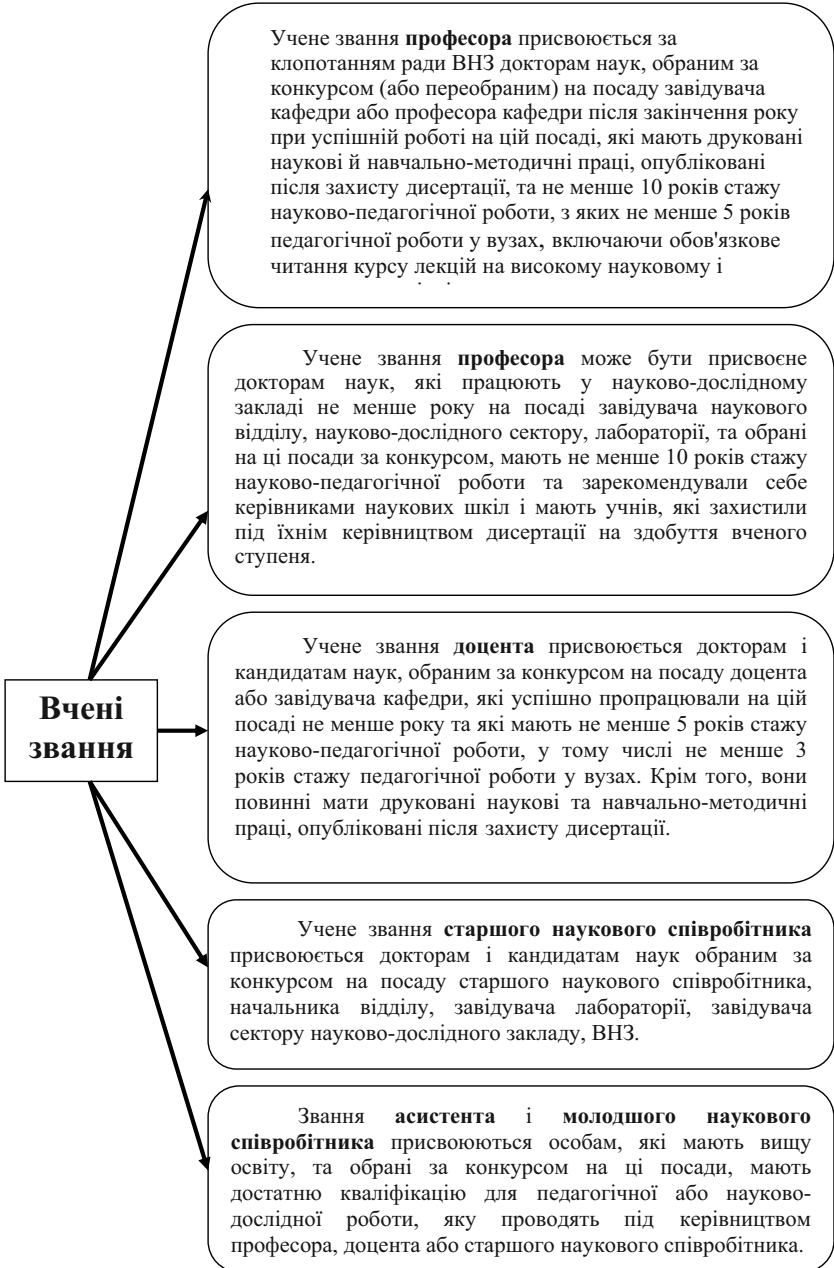 Учене звання професора присвоюється за
клопотанням ради ВНЗ докторам наук, обраним за
конкурсом (або переобраним) на посаду завідувача
кафедри або професора кафедри після закінчення року
при успішній роботі на цій посаді, які мають друковані
наукові й навчально-методичні праці, опубліковані
після захисту дисертації, та не менше 10 років стажу
науково-педагогічної роботи, з яких не менше 5 років
педагогічної роботи у вузах, включаючи обов'язкове
читання курсу лекцій на високому науковому і
Учене звання професора може бути присвоєне
докторам наук, які працюють у науково-дослідному
закладі не менше року на посаді завідувача наукового
відділу, науково-дослідного сектору, лабораторії, та обрані
на ці посади за конкурсом, мають не менше 10 років стажу
науково-педагогічної роботи та зарекомендували себе
керівниками наукових шкіл і мають учнів, які захистили
під їхнім керівництвом дисертації на здобуття вченого
ступеня.
Вчені
звання
Учене звання доцента присвоюється докторам і
кандидатам наук, обраним за конкурсом на посаду доцента
або завідувача кафедри, які успішно пропрацювали на цій
посаді не менше року та які мають не менше 5 років стажу
науково-педагогічної роботи, у тому числі не менше 3
років стажу педагогічної роботи у вузах. Крім того, вони
повинні мати друковані наукові та навчально-методичні
праці, опубліковані після захисту дисертації.
Учене звання старшого наукового співробітника
присвоюється докторам і кандидатам наук обраним за
конкурсом на посаду старшого наукового співробітника,
начальника відділу, завідувача лабораторії, завідувача
сектору науково-дослідного закладу, ВНЗ.
Звання асистента і молодшого наукового
співробітника присвоюються особам, які мають вищу
освіту, та обрані за конкурсом на ці посади, мають
достатню кваліфікацію для педагогічної або науково-
дослідної роботи, яку проводять під керівництвом
професора, доцента або старшого наукового співробітника.